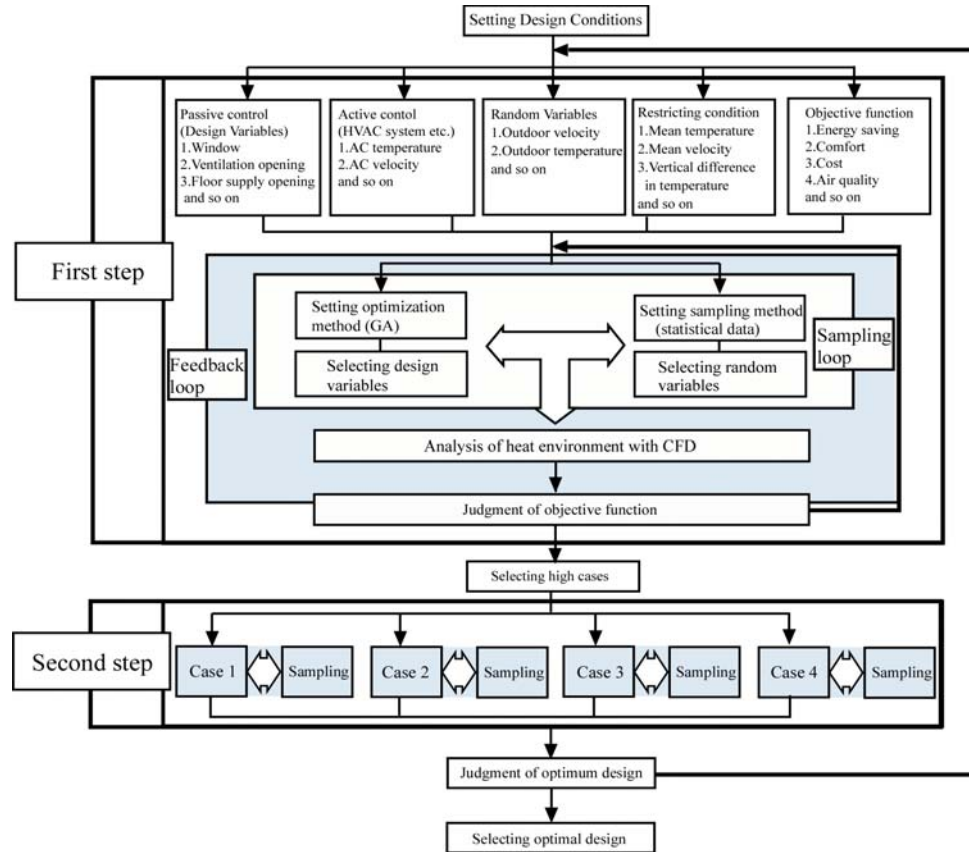 Setting Design Conditions
Passive control
(Design Variables)
1.Window
2.Ventilation opening
3.Floor supply opening
and so on
Active contol
(HVAC system etc.)
1.AC temperature
2.AC velocity
and so on
Random Variables
1.Outdoor velocity
2.Outdoor temperature
and so on
Restricting condition
1.Mean temperature
2.Mean velocity
3.Vertical difference
in temperature
and so on
Objective function
1.Energy saving
2.Comfort
3.Cost
4.Air quality
and so on
First step
Setting optimization
method (GA)
Setting sampling method
(statistical data)
Feedback
loop
Selecting design
variables
Selecting random
variables
Sampling
loop
Analysis of heat environment with CFD
Judgment of objective function
Selecting high cases
Second step
Case 1
Sampling
Case 2
Sampling
Case 3
Sampling
Case 4
Sampling
Judgment of optimum design
Selecting optimal design